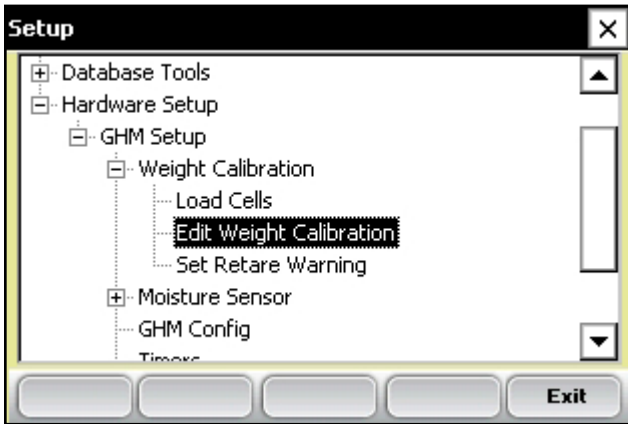 Setup
Database Tools
Hardware Setup
GHM Setup
Weight Calibration
Load Cells
Edit Weight Calibration
Set Retare Warning
Moisture Sensor
GHM Config
Timers
Exit